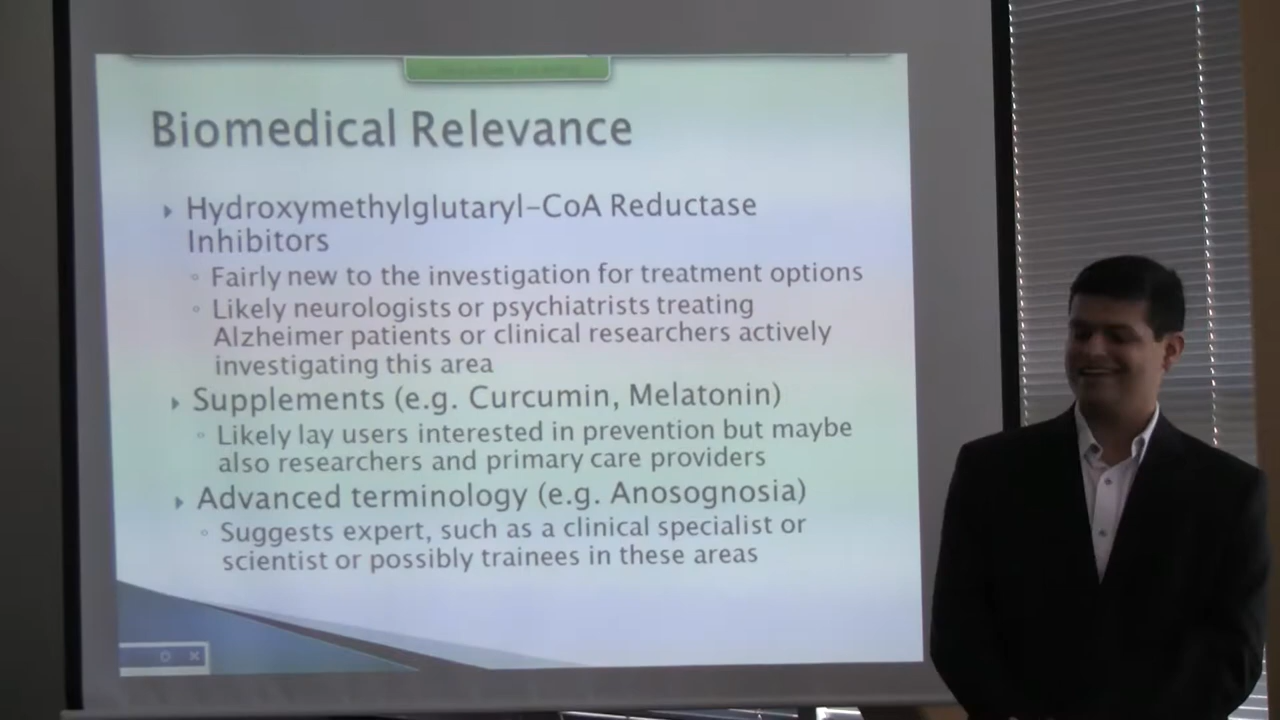 Biomedical Relevance
Hydroxymethylglutaryl-CoA Reductase
Inhibitors
Fairly new to the investigation for treatment options
Likely neurologists or psychiatrists treating
Alzheimer patients or clinical researchers actively
investigating this area
Supplements (e.g. Curcumin, Melatonin)
Likely lay users interested in prevention but maybe
also researchers and primary care providers
Advanced terminology (e.g. Anosognosia)
Suggests expert, such as a clinical specialist or
scientist or possibly trainees in these areas